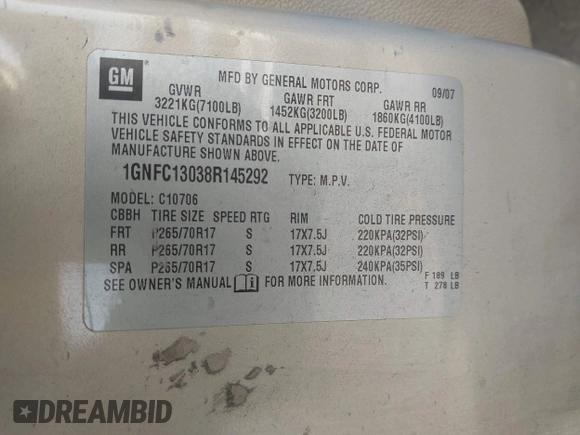 GM
MFD BY GENERAL MOTORS CORP.
09/07
GVWR GAWR FRT GAWR RR
3221KG(7100LB) 1452KG(3200LB) 1860KG(4100LB)
THIS VEHICLE CONFORMS TO ALL APPLICABLE U.S. FEDERAL MOTOR
VEHICLE SAFETY STANDARDS IN EFFECT ON THE DATE OF
MANUFACTURE SHOWN ABOVE.
1GNFC13038R145292 TYPE: M.P.V.
MODEL: C10706
CBBH TIRE SIZE SPEED RTG RIM COLD TIRE PRESSURE
FRT P265/70R17 S 17X7.5J 220KPA(32PSI)
RR P265/70R17 S 17X7.5J 220KPA(32PSI)
SPA P265/70R17 S 17X7.5J 240KPA(35PSI)
SEE OWNER'S MANUAL i FOR MORE INFORMATION.
F 189 LB
T 278 LB
DREAMBID